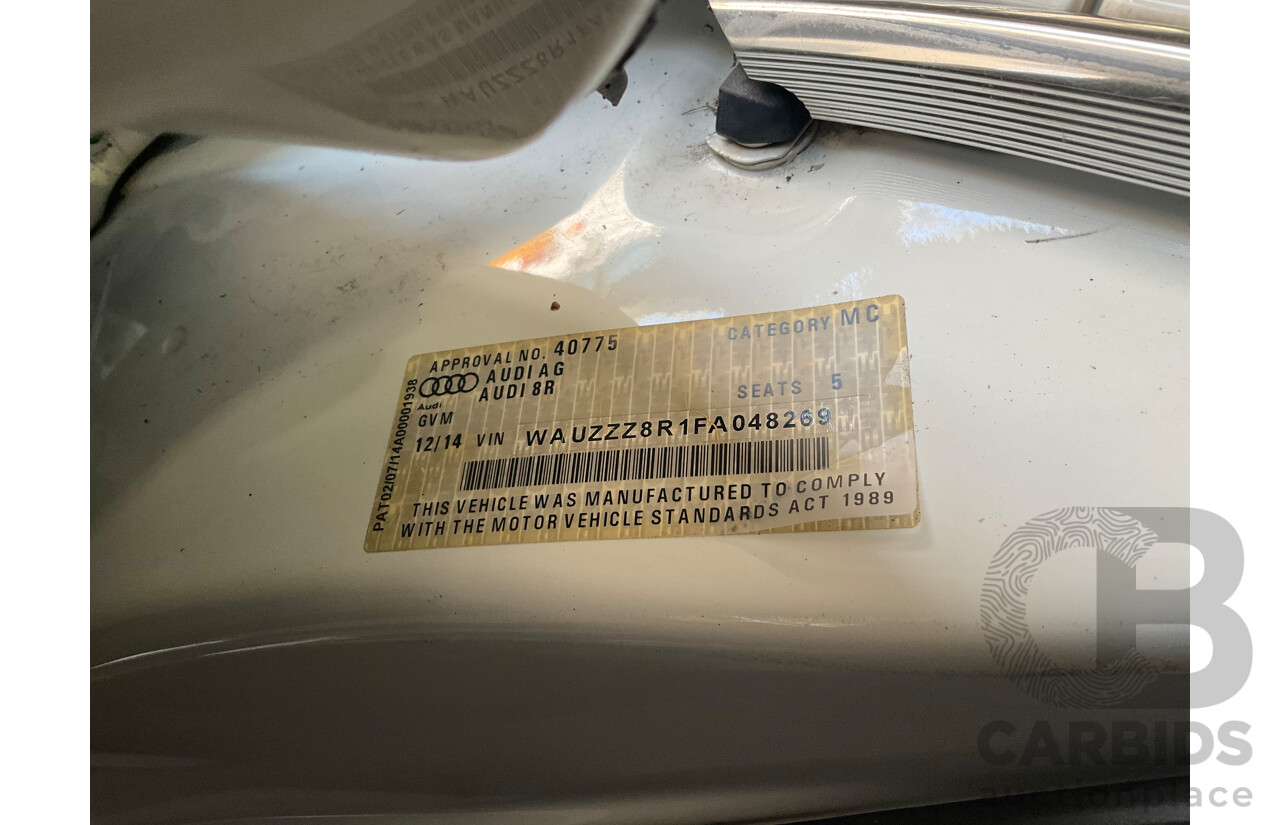 APPROVAL NO. 40775
CATEGORY MC
AUDI AG
AUDI 8R
SEATS 5
Audi
GVM
12/14 VIN WAUZZZ8R1FA048269
THIS VEHICLE WAS MANUFACTURED TO COMPLY
WITH THE MOTOR VEHICLE STANDARDS ACT 1989
PAT02/07/14A00001938
CARBIDS
auctionplace